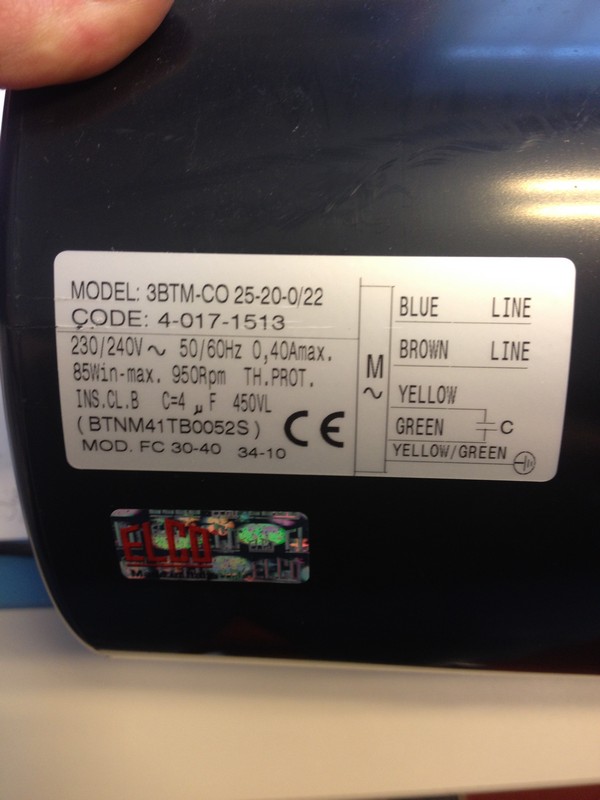 MODEL: 3BTM-CO 25-20-0/22
CODE: 4-017-1513
230/240V ~ 50/60Hz 0,40Amax.
85Win-max. 950Rpm TH.PROT.
INS.CL.B C=4 μF 450VL
(BTNM41TB0052S)
MOD. FC 30-40 34-10
CE
M
~
BLUE LINE
BROWN LINE
YELLOW
GREEN C
YELLOW/GREEN
ELCO